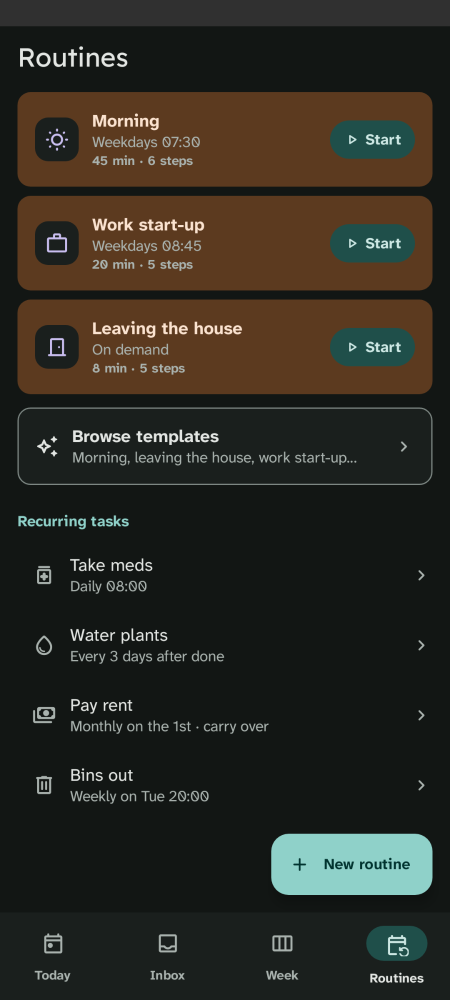 Routines
Morning
Weekdays 07:30
45 min · 6 steps
Start
Work start-up
Weekdays 08:45
20 min · 5 steps
Start
Leaving the house
On demand
8 min · 5 steps
Start
Browse templates
Morning, leaving the house, work start-up...
Recurring tasks
Take meds
Daily 08:00
Water plants
Every 3 days after done
Pay rent
Monthly on the 1st · carry over
Bins out
Weekly on Tue 20:00
New routine
Today
Inbox
Week
Routines